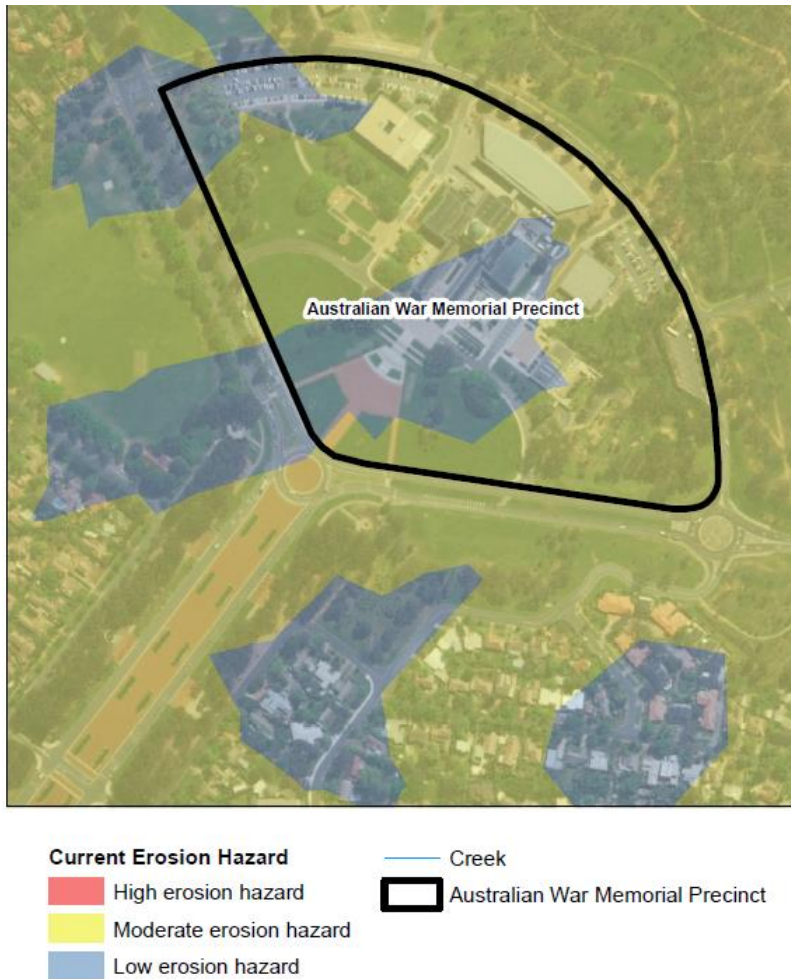 Australian War Memorial Precinct
Current Erosion Hazard
High erosion hazard
Moderate erosion hazard
Low erosion hazard
Creek
Australian War Memorial Precinct